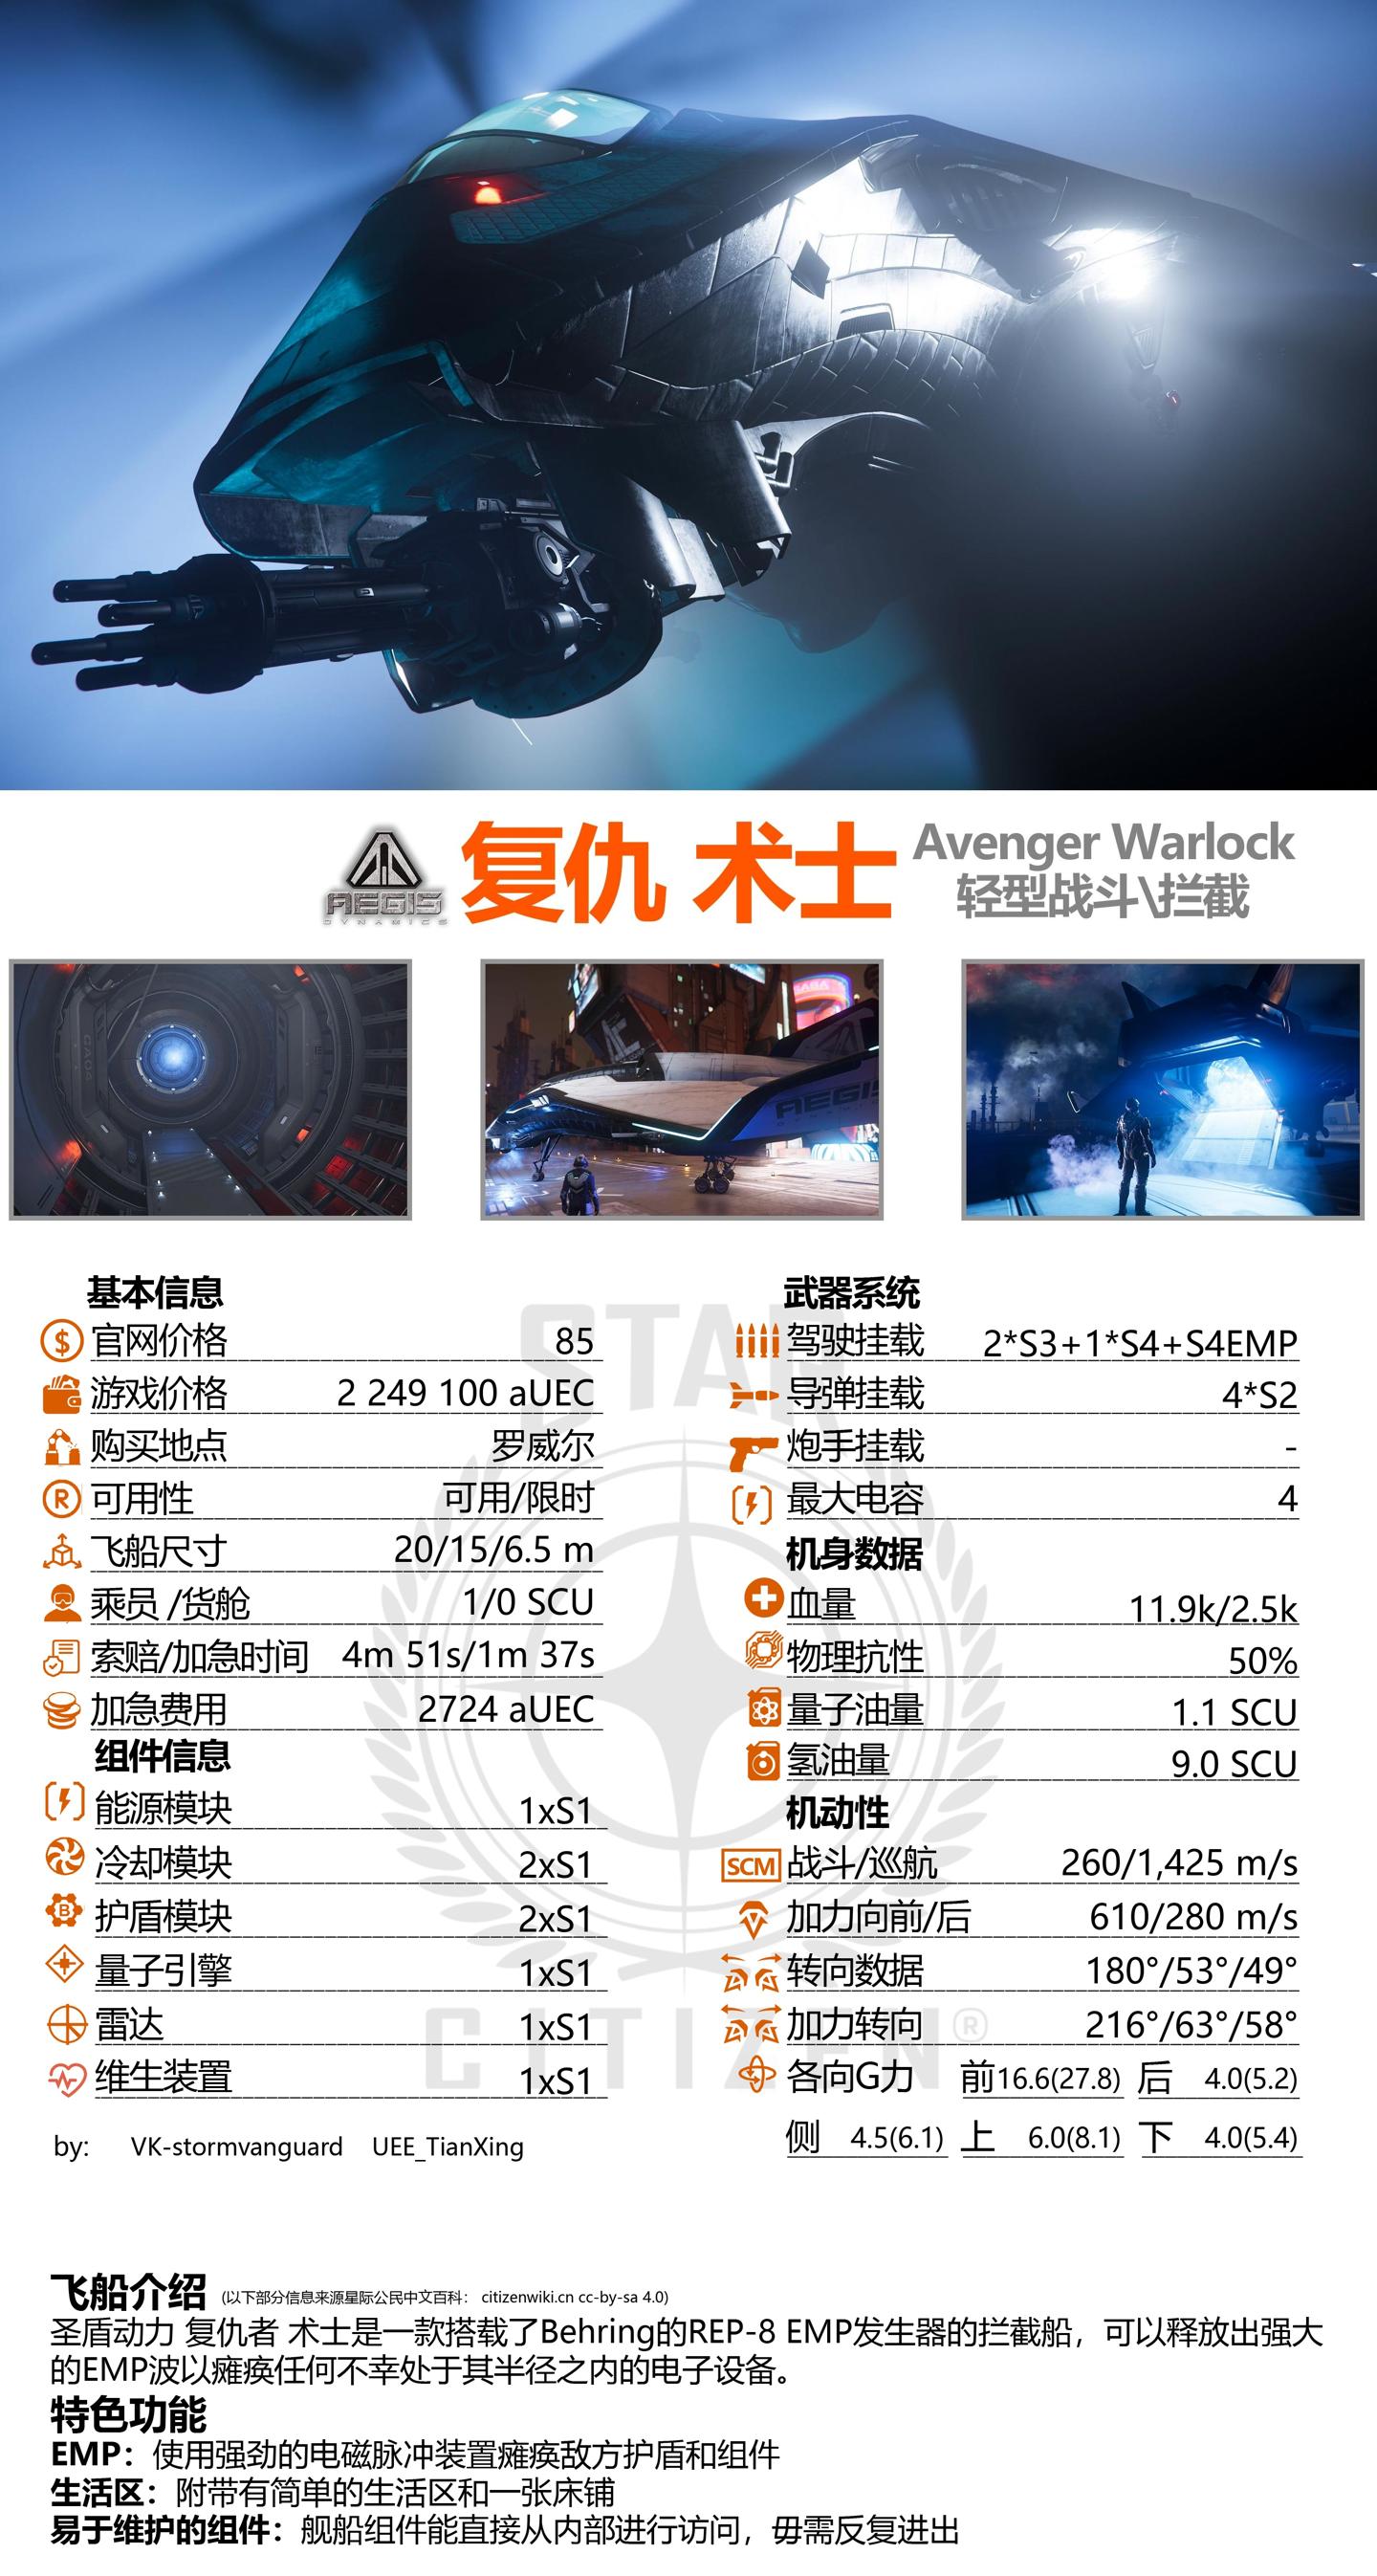 AEGIS
DYNAMICS
复仇 术士
Avenger Warlock
轻型战斗\拦截
AEGIS
基本信息
官网价格 85
游戏价格 2 249 100 aUEC
购买地点 罗威尔
可用性 可用/限时
飞船尺寸 20/15/6.5 m
乘员 /货舱 1/0 SCU
索赔/加急时间 4m 51s/1m 37s
加急费用 2724 aUEC
组件信息
能源模块 1xS1
冷却模块 2xS1
护盾模块 2xS1
量子引擎 1xS1
雷达 1xS1
维生装置 1xS1
by: VK-stormvanguard UEE_TianXing
武器系统
驾驶挂载 2*S3+1*S4+S4EMP
导弹挂载 4*S2
炮手挂载 -
最大电容 4
机身数据
血量 11.9k/2.5k
物理抗性 50%
量子油量 1.1 SCU
氢油量 9.0 SCU
机动性
SCM 战斗/巡航 260/1,425 m/s
加力向前/后 610/280 m/s
转向数据 180°/53°/49°
加力转向 216°/63°/58°
各向G力 前16.6(27.8) 后 4.0(5.2)
侧 4.5(6.1) 上 6.0(8.1) 下 4.0(5.4)
STAR
CITIZEN®
飞船介绍 (以下部分信息来源星际公民中文百科： citizenwiki.cn cc-by-sa 4.0)
圣盾动力 复仇者 术士是一款搭载了Behring的REP-8 EMP发生器的拦截船，可以释放出强大
的EMP波以瘫痪任何不幸处于其半径之内的电子设备。
特色功能
EMP：使用强劲的电磁脉冲装置瘫痪敌方护盾和组件
生活区：附带有简单的生活区和一张床铺
易于维护的组件：舰船组件能直接从内部进行访问，毋需反复进出